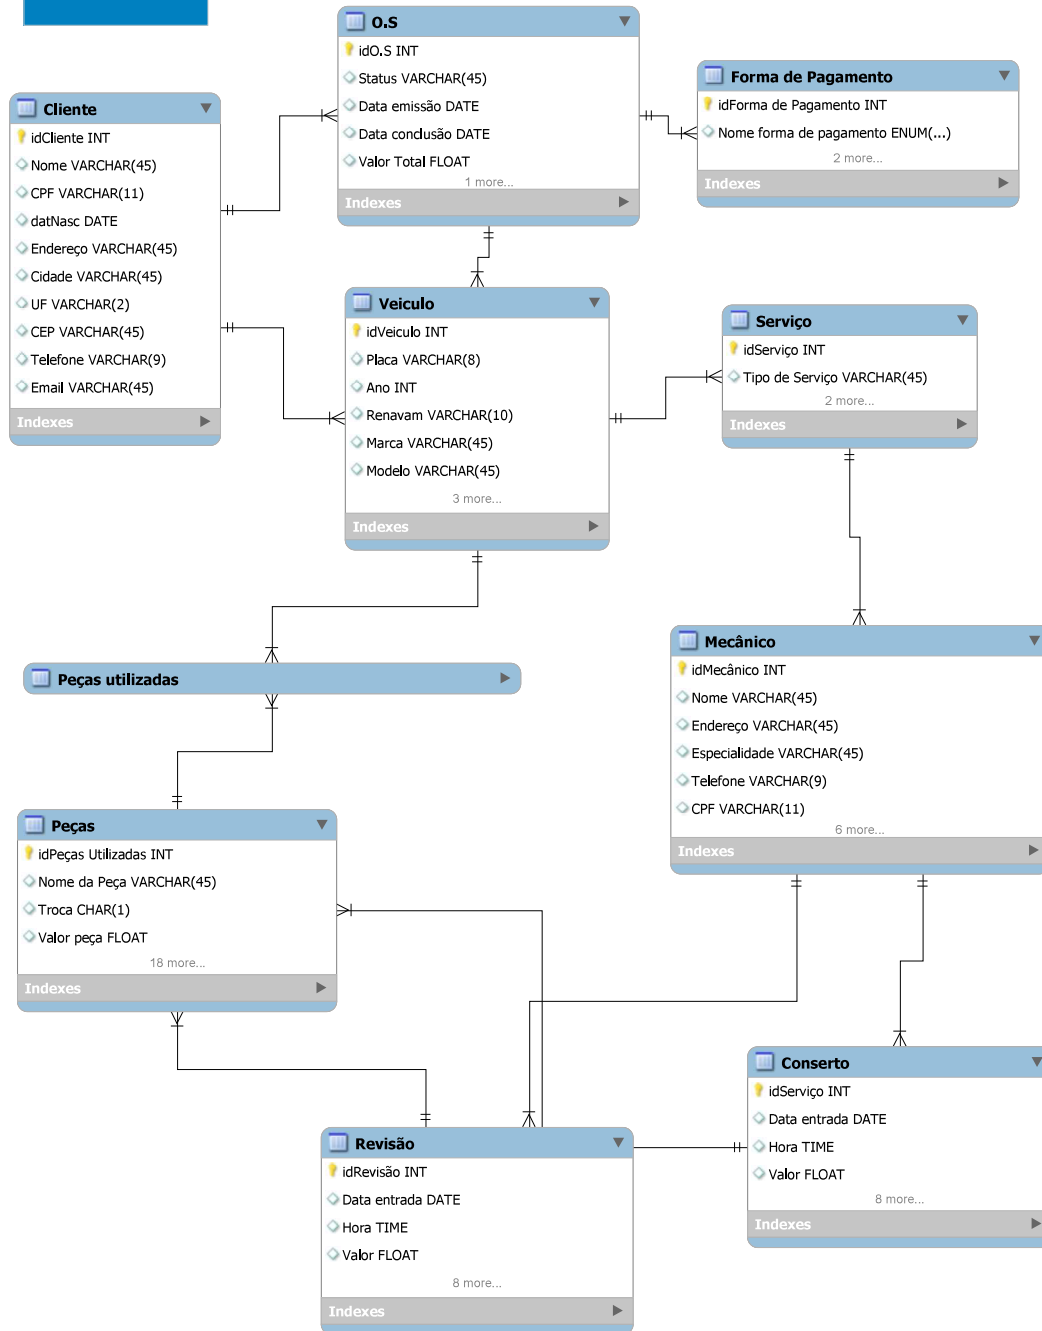 O.S
idO.S INT
Status VARCHAR(45)
Data emissão DATE
Data conclusão DATE
Valor Total FLOAT
1 more...
Indexes
Forma de Pagamento
idForma de Pagamento INT
Nome forma de pagamento ENUM(...)
2 more...
Indexes
Cliente
idCliente INT
Nome VARCHAR(45)
CPF VARCHAR(11)
datNasc DATE
Endereço VARCHAR(45)
Cidade VARCHAR(45)
UF VARCHAR(2)
CEP VARCHAR(45)
Telefone VARCHAR(9)
Email VARCHAR(45)
Indexes
Veiculo
idVeiculo INT
Placa VARCHAR(8)
Ano INT
Renavam VARCHAR(10)
Marca VARCHAR(45)
Modelo VARCHAR(45)
3 more...
Indexes
Serviço
idServiço INT
Tipo de Serviço VARCHAR(45)
2 more...
Indexes
Peças utilizadas
Mecânico
idMecânico INT
Nome VARCHAR(45)
Endereço VARCHAR(45)
Especialidade VARCHAR(45)
Telefone VARCHAR(9)
CPF VARCHAR(11)
6 more...
Indexes
Peças
idPeças Utilizadas INT
Nome da Peça VARCHAR(45)
Troca CHAR(1)
Valor peça FLOAT
18 more...
Indexes
Conserto
idServiço INT
Data entrada DATE
Hora TIME
Valor FLOAT
8 more...
Indexes
Revisão
idRevisão INT
Data entrada DATE
Hora TIME
Valor FLOAT
8 more...
Indexes